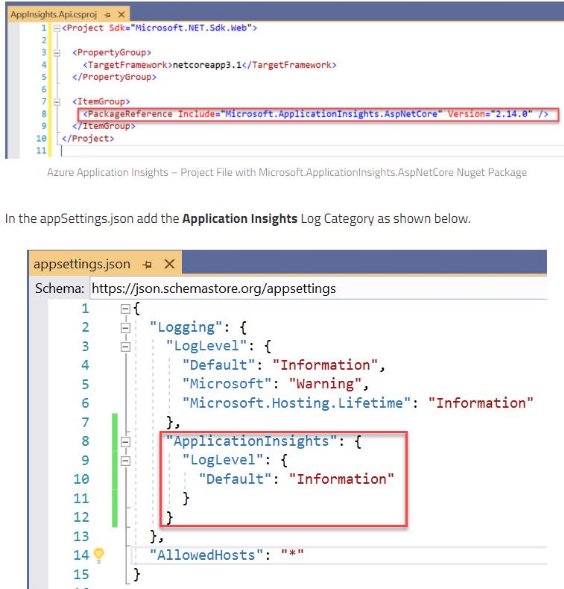 AppInsights.Api.csproj
1 <Project Sdk="Microsoft.NET.Sdk.Web">
2
3 <PropertyGroup>
4 <TargetFramework>netcoreapp3.1</TargetFramework>
5 </PropertyGroup>
6
7 <ItemGroup>
8 <PackageReference Include="Microsoft.ApplicationInsights.AspNetCore" Version="2.14.0" />
9 </ItemGroup>
10 </Project>
11
Azure Application Insights – Project File with Microsoft.ApplicationInsights.AspNetCore Nuget Package
In the appSettings.json add the Application Insights Log Category as shown below.
appsettings.json
Schema: https://json.schemastore.org/appsettings
1 {
2 "Logging": {
3 "LogLevel": {
4 "Default": "Information",
5 "Microsoft": "Warning",
6 "Microsoft.Hosting.Lifetime": "Information"
7 },
8 "ApplicationInsights": {
9 "LogLevel": {
10 "Default": "Information"
11 }
12 }
13 },
14 "AllowedHosts": "*"
15 }